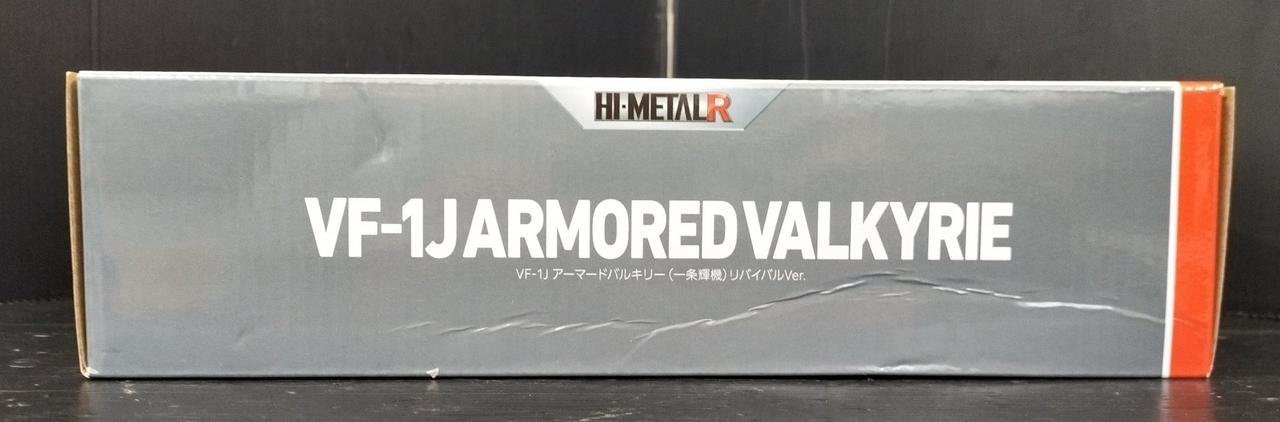 HI-METAL R
VF-1J ARMORED VALKYRIE
VF-1J アーマードバルキリー（一条輝機）リバイバルVer.